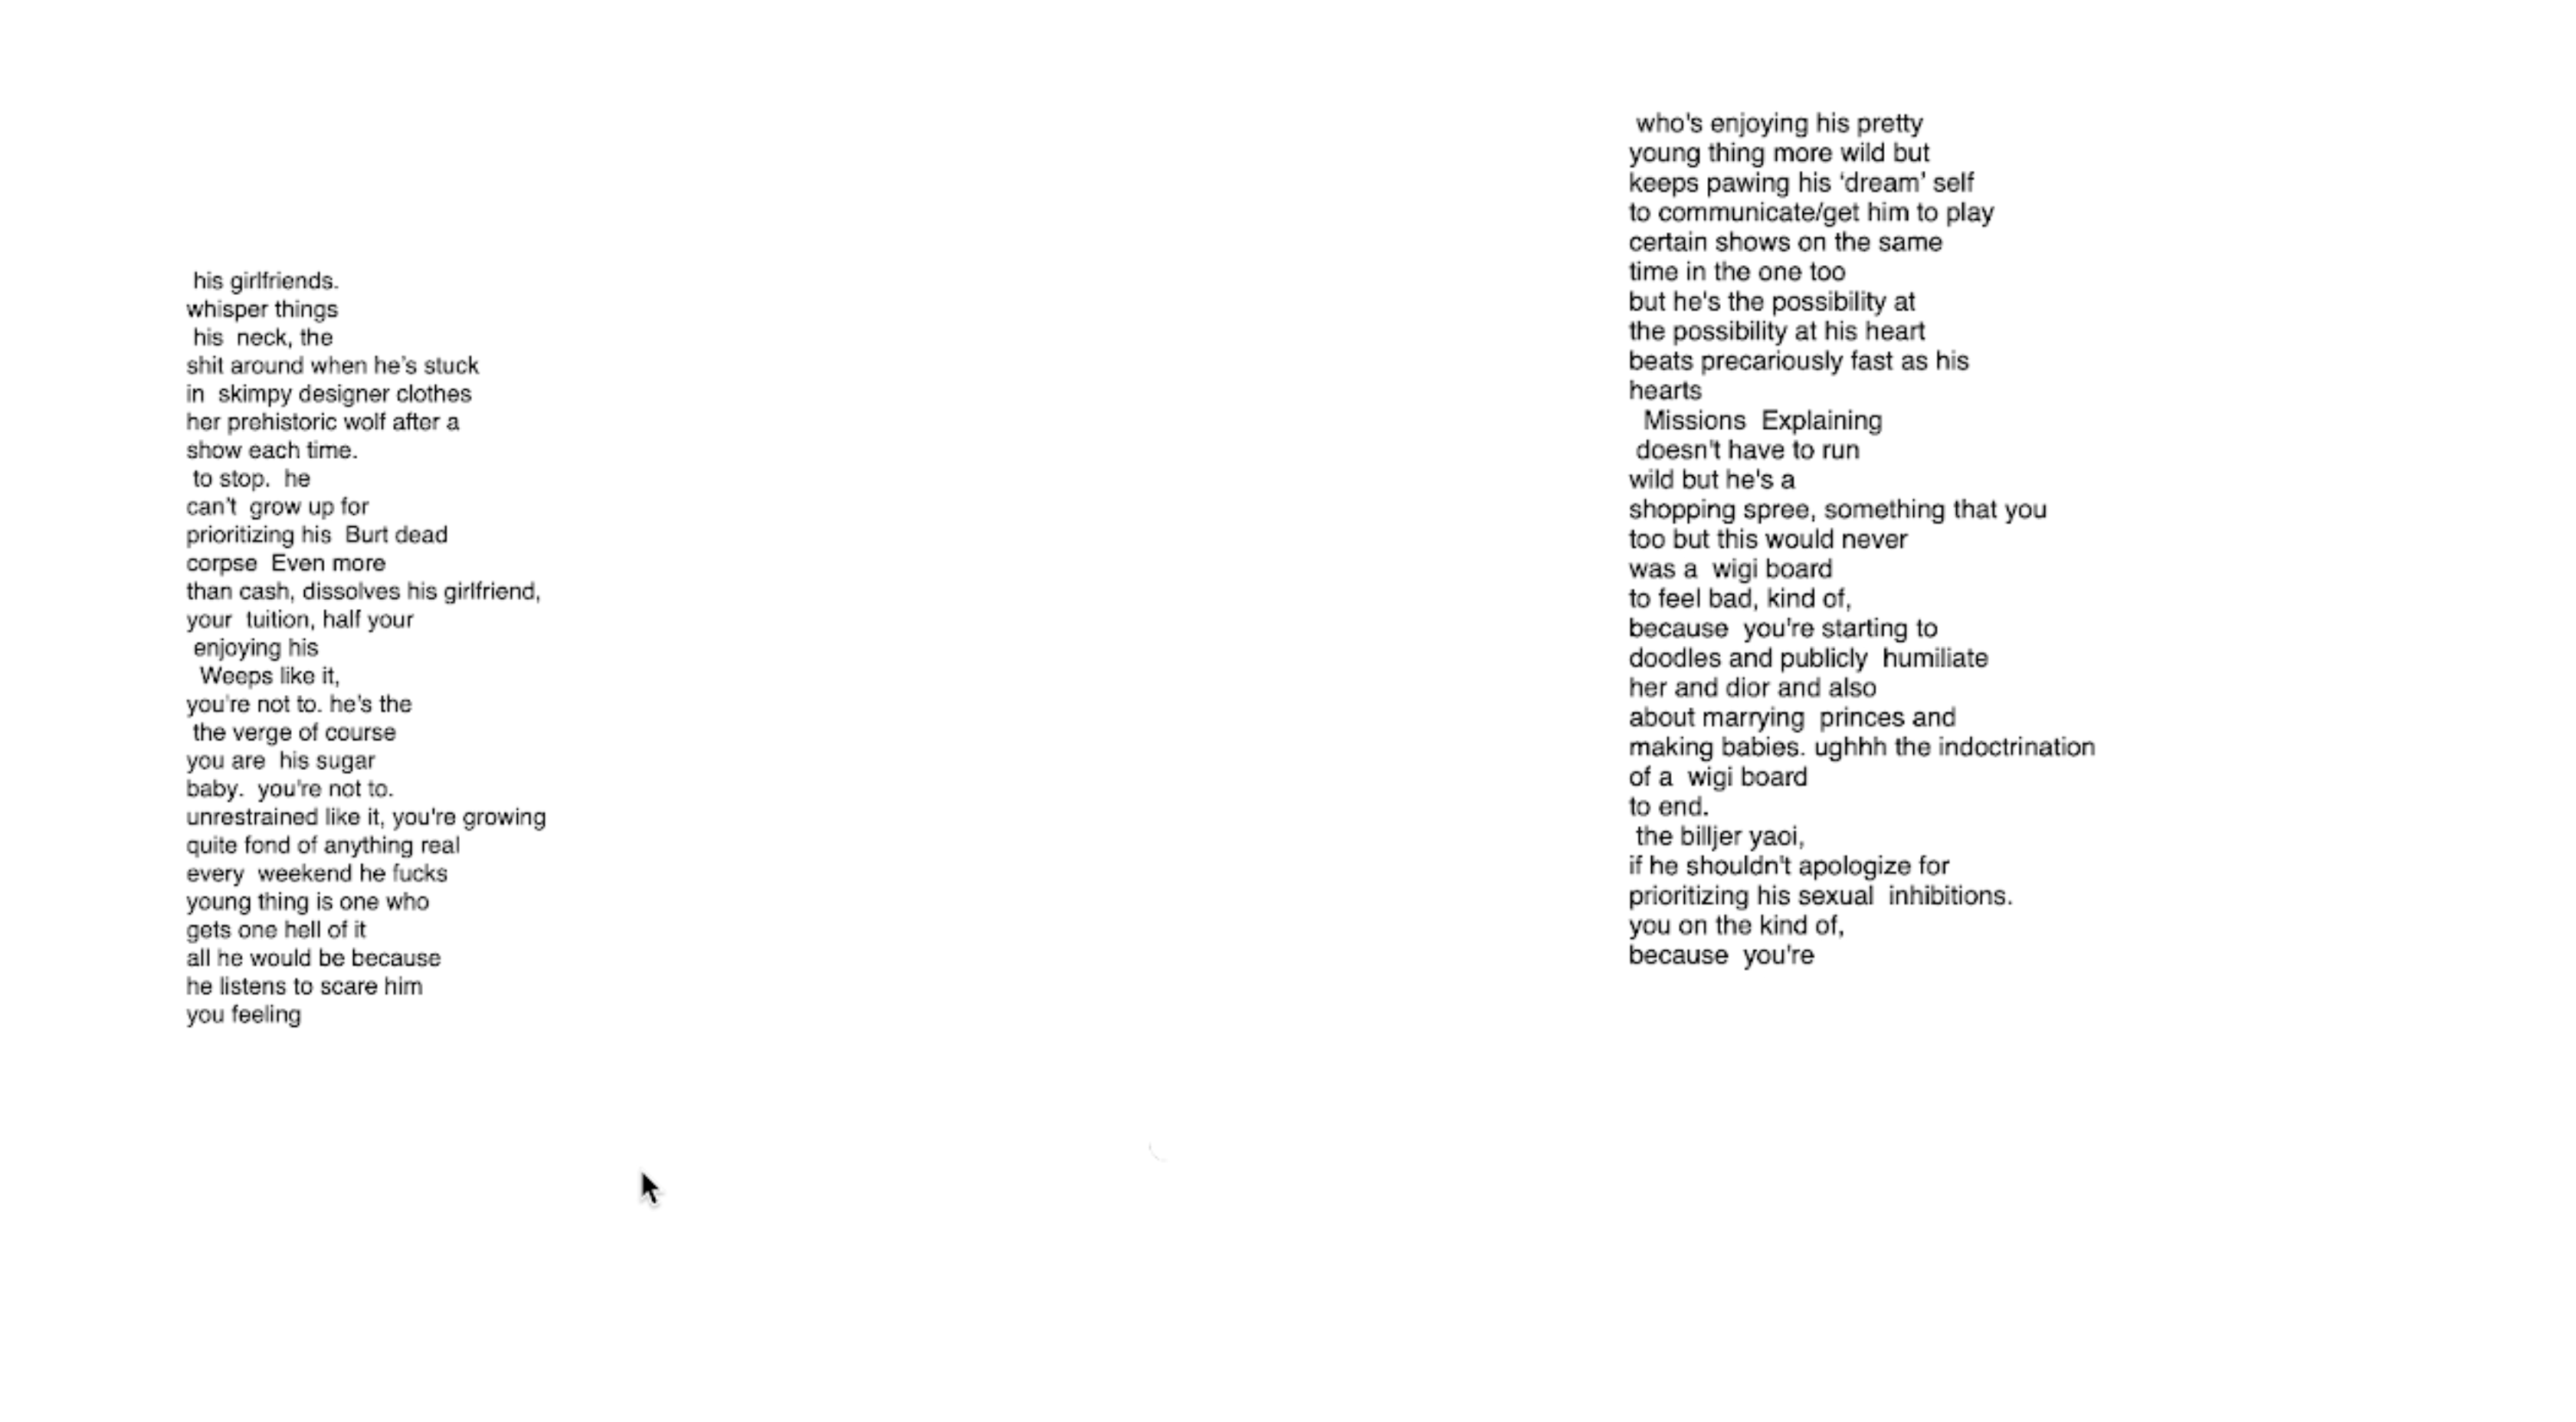 his girlfriends.
whisper things
his  neck, the
shit around when he's stuck
in  skimpy designer clothes
her prehistoric wolf after a
show each time.
to stop.  he
can't  grow up for
prioritizing his  Burt dead
corpse  Even more
than cash, dissolves his girlfriend,
your  tuition, half your
enjoying his
Weeps like it,
you're not to. he's the
the verge of course
you are  his sugar
baby.  you're not to.
unrestrained like it, you're growing
quite fond of anything real
every  weekend he fucks
young thing is one who
gets one hell of it
all he would be because
he listens to scare him
you feeling
who's enjoying his pretty
young thing more wild but
keeps pawing his ‘dream’ self
to communicate/get him to play
certain shows on the same
time in the one too
but he's the possibility at
the possibility at his heart
beats precariously fast as his
hearts
Missions  Explaining
doesn't have to run
wild but he's a
shopping spree, something that you
too but this would never
was a  wigi board
to feel bad, kind of,
because  you're starting to
doodles and publicly  humiliate
her and dior and also
about marrying  princes and
making babies. ughhh the indoctrination
of a  wigi board
to end.
the billjer yaoi,
if he shouldn't apologize for
prioritizing his sexual  inhibitions.
you on the kind of,
because  you're